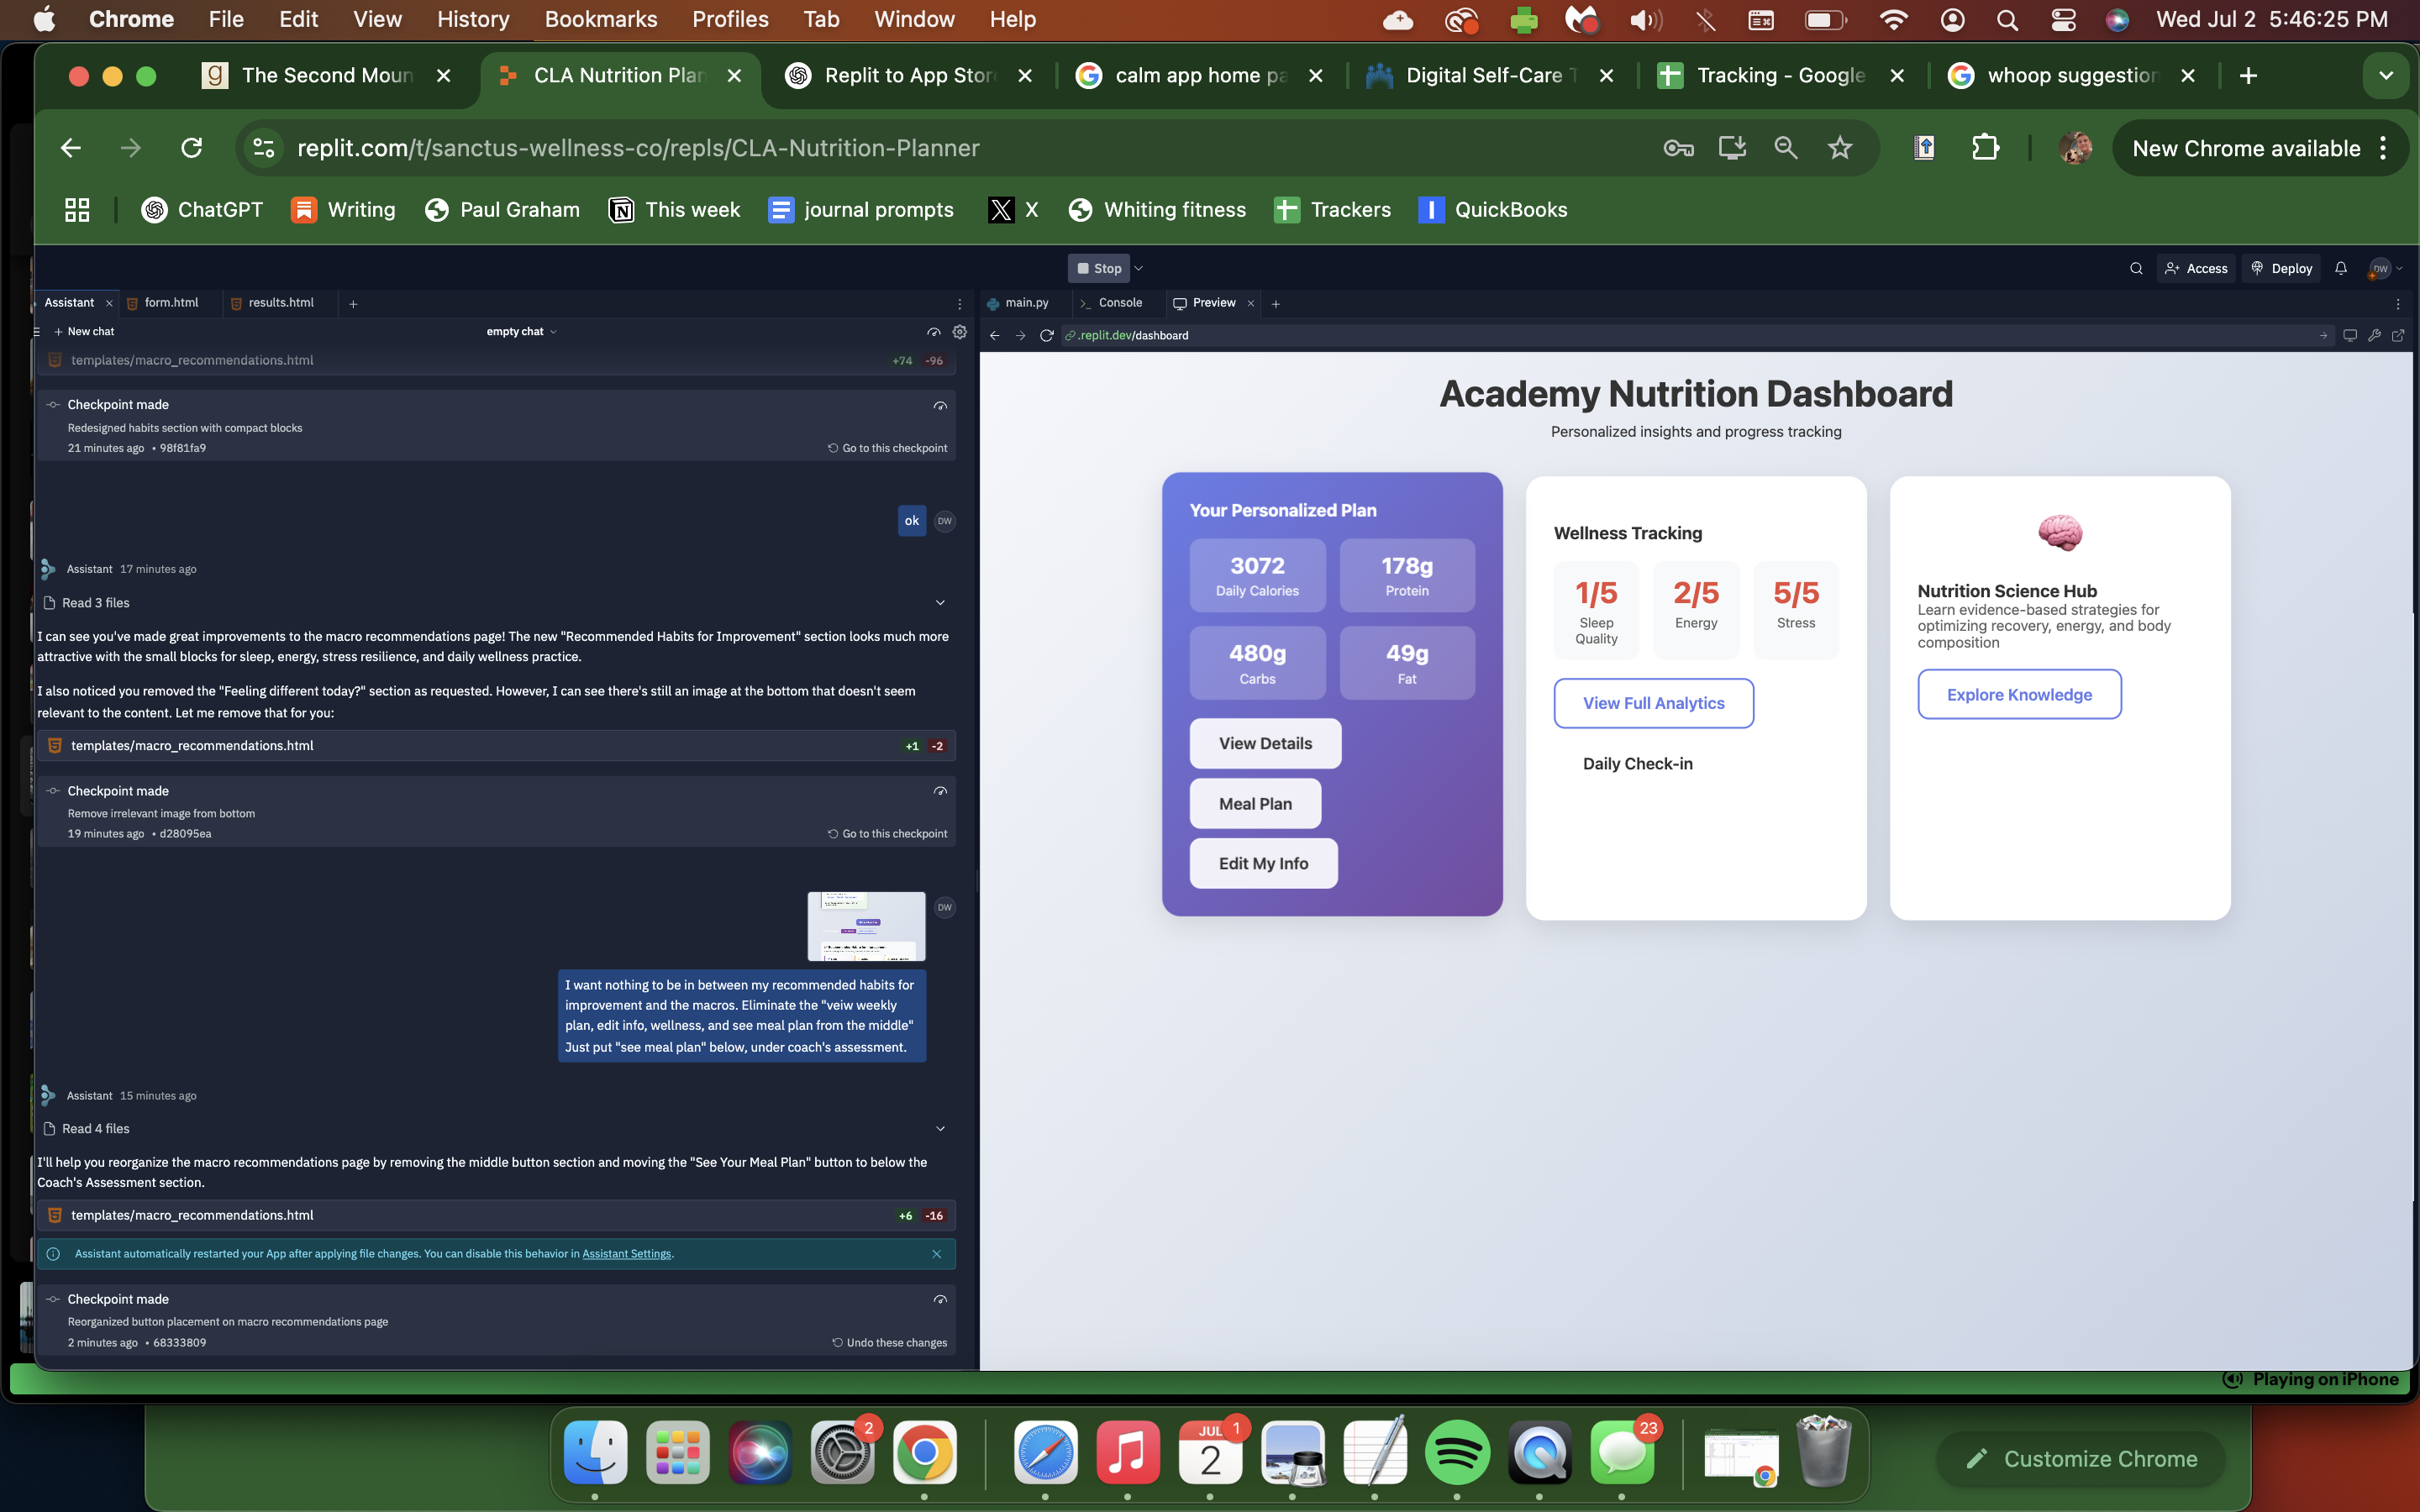 Chrome File Edit View History Bookmarks Profiles Tab Window Help
Wed Jul 2 5:46:25 PM
The Second Moun
CLA Nutrition Plan
Replit to App Store
calm app home pa
Digital Self-Care T
Tracking - Google
whoop suggestion
replit.com/t/sanctus-wellness-co/repls/CLA-Nutrition-Planner
New Chrome available
ChatGPT
Writing
Paul Graham
This week
journal prompts
X
Whiting fitness
Trackers
QuickBooks
Stop
Access
Deploy
DW
Assistant
form.html
results.html
New chat
empty chat
templates/macro_recommendations.html
+74 -96
Checkpoint made
Redesigned habits section with compact blocks
21 minutes ago • 98f81fa9
Go to this checkpoint
ok
DW
Assistant 17 minutes ago
Read 3 files
I can see you've made great improvements to the macro recommendations page! The new "Recommended Habits for Improvement" section looks much more
attractive with the small blocks for sleep, energy, stress resilience, and daily wellness practice.
I also noticed you removed the "Feeling different today?" section as requested. However, I can see there's still an image at the bottom that doesn't seem
relevant to the content. Let me remove that for you:
templates/macro_recommendations.html
+1 -2
Checkpoint made
Remove irrelevant image from bottom
19 minutes ago • d28095ea
Go to this checkpoint
DW
I want nothing to be in between my recommended habits for
improvement and the macros. Eliminate the "veiw weekly
plan, edit info, wellness, and see meal plan from the middle"
Just put "see meal plan" below, under coach's assessment.
Assistant 15 minutes ago
Read 4 files
I'll help you reorganize the macro recommendations page by removing the middle button section and moving the "See Your Meal Plan" button to below the
Coach's Assessment section.
templates/macro_recommendations.html
+6 -16
Assistant automatically restarted your App after applying file changes. You can disable this behavior in Assistant Settings.
Checkpoint made
Reorganized button placement on macro recommendations page
2 minutes ago • 68333809
Undo these changes
main.py
Console
Preview
.replit.dev/dashboard
Academy Nutrition Dashboard
Personalized insights and progress tracking
Your Personalized Plan
3072
Daily Calories
178g
Protein
480g
Carbs
49g
Fat
View Details
Meal Plan
Edit My Info
Wellness Tracking
1/5
Sleep
Quality
2/5
Energy
5/5
Stress
View Full Analytics
Daily Check-in
Nutrition Science Hub
Learn evidence-based strategies for
optimizing recovery, energy, and body
composition
Explore Knowledge
Playing on iPhone
2
JUL
2
1
23
Customize Chrome